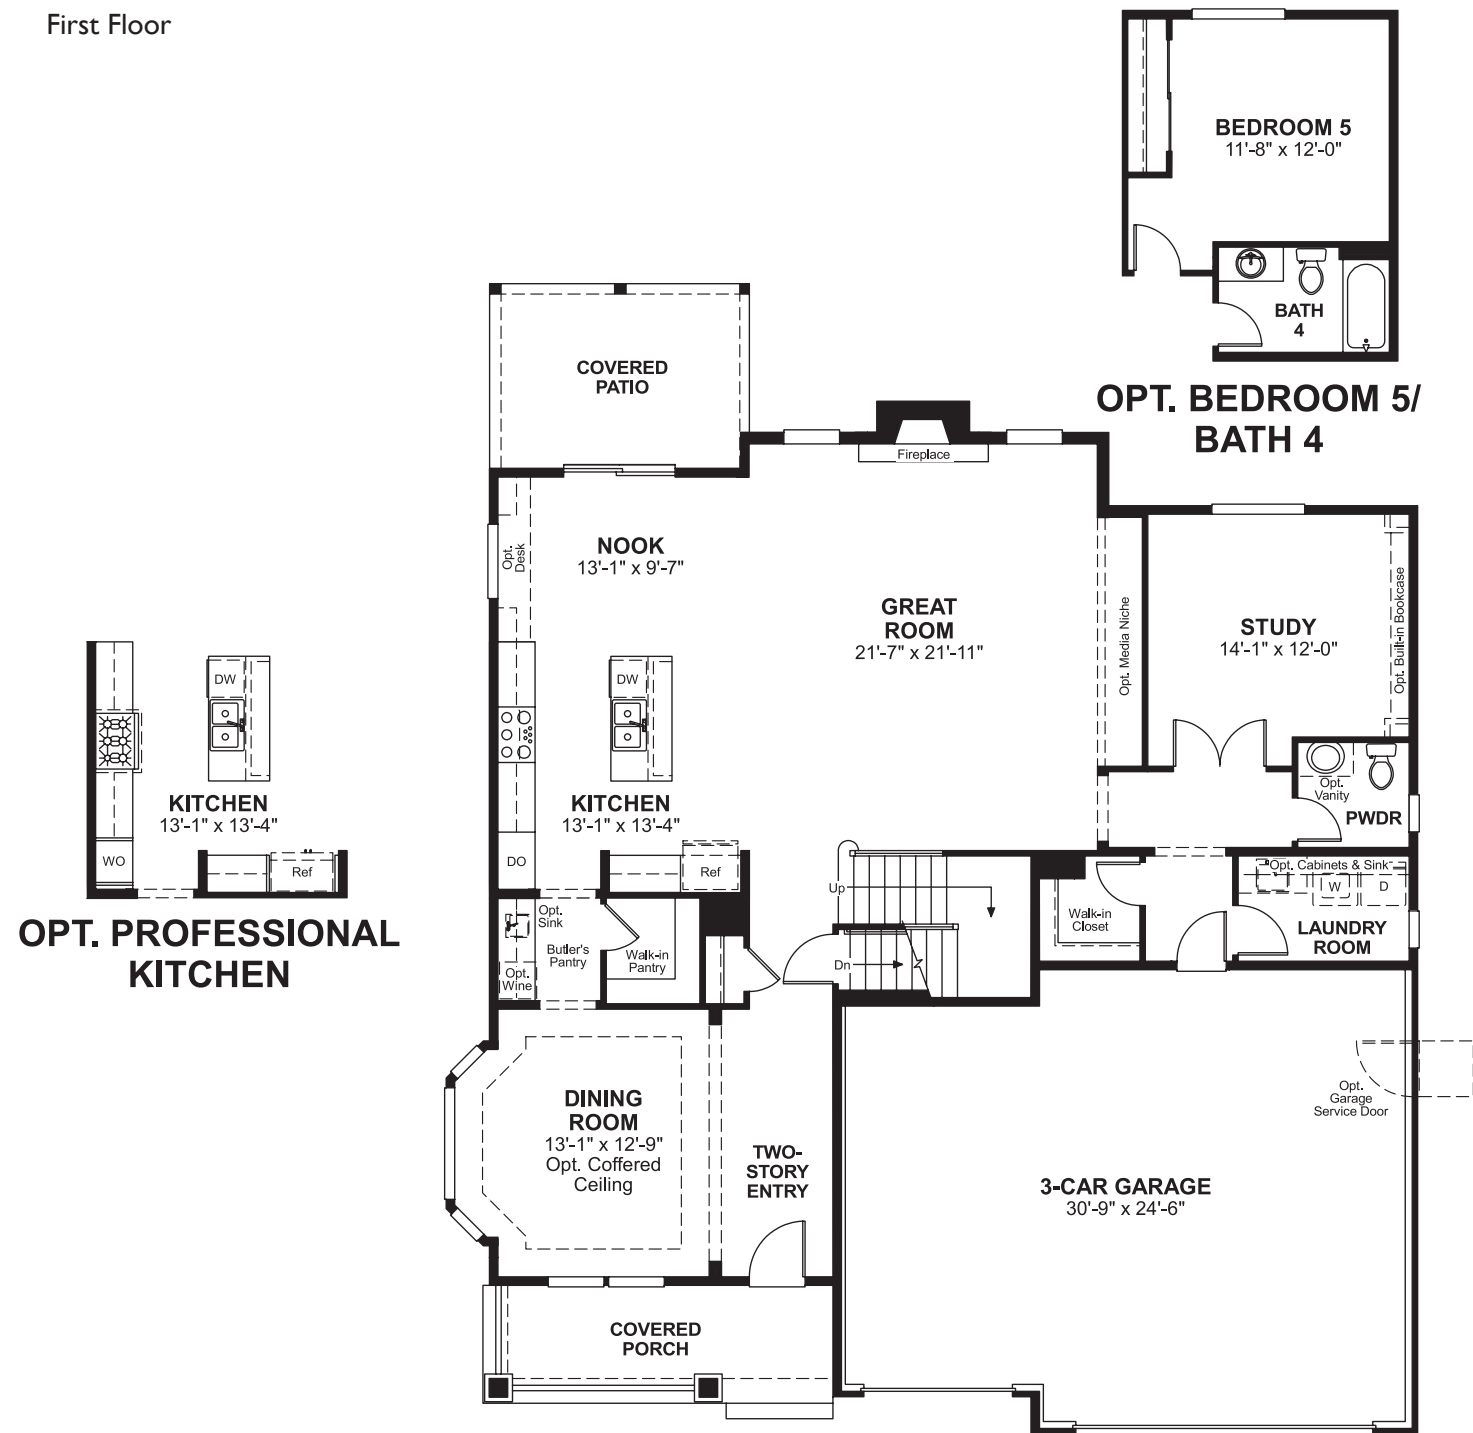 First Floor
BEDROOM 5
11'-8" x 12'-0"
BATH
4
OPT. BEDROOM 5/
BATH 4
COVERED
PATIO
Fireplace
Opt.
Desk
NOOK
13'-1" x 9'-7"
GREAT
ROOM
21'-7" x 21'-11"
Opt. Media Niche
STUDY
14'-1" x 12'-0"
Opt. Built-in Bookcase
DW
KITCHEN
13'-1" x 13'-4"
WO
Ref
OPT. PROFESSIONAL
KITCHEN
DW
KITCHEN
13'-1" x 13'-4"
DO
Ref
Opt.
Vanity
PWDR
Up
Dn
Walk-in
Closet
Opt. Cabinets & Sink
W
D
LAUNDRY
ROOM
Opt.
Sink
Butler's
Pantry
Opt.
Wine
Walk-in
Pantry
DINING
ROOM
13'-1" x 12'-9"
Opt. Coffered
Ceiling
TWO-
STORY
ENTRY
3-CAR GARAGE
30'-9" x 24'-6"
Opt.
Garage
Service Door
COVERED
PORCH